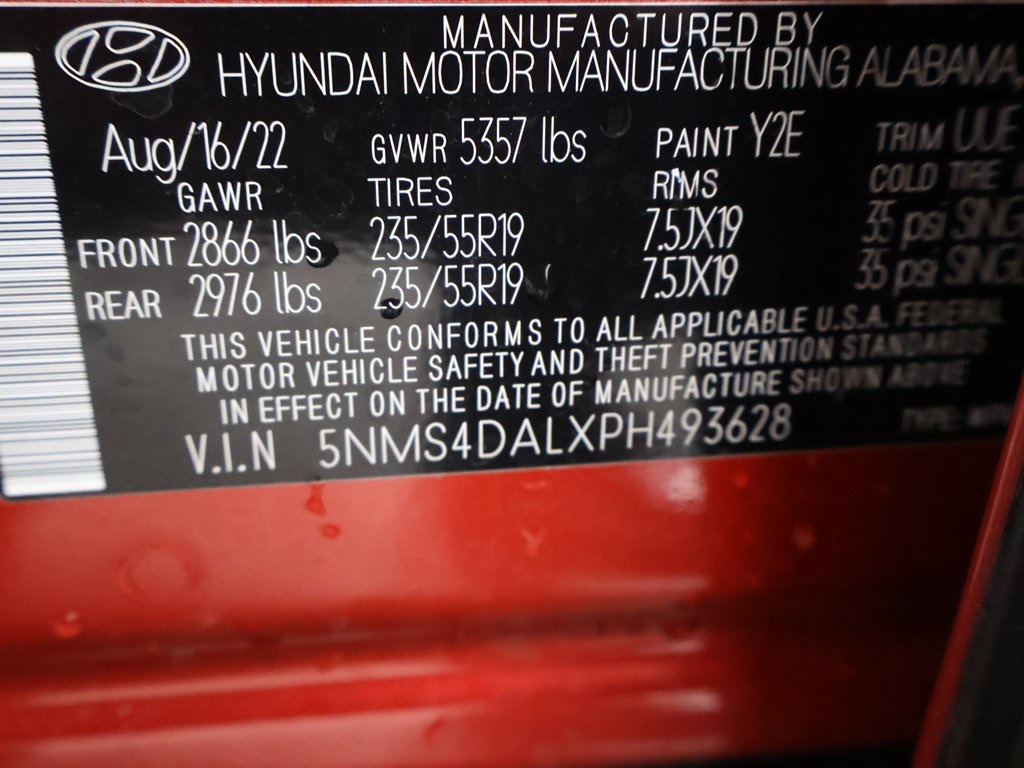 MANUFACTURED BY
HYUNDAI MOTOR MANUFACTURING ALABAMA,
Aug/16/22 GVWR 5357 lbs PAINT Y2E TRIM UUE
GAWR TIRES RIMS COLD TIRE
FRONT 2866 lbs 235/55R19 7.5JX19 35 psi
REAR 2976 lbs 235/55R19 7.5JX19 35 psi
THIS VEHICLE CONFORMS TO ALL APPLICABLE U.S.A. FEDERAL
MOTOR VEHICLE SAFETY AND THEFT PREVENTION STANDARDS
IN EFFECT ON THE DATE OF MANUFACTURE SHOWN ABOVE
V.I.N 5NMS4DALXPH493628 TYPE: